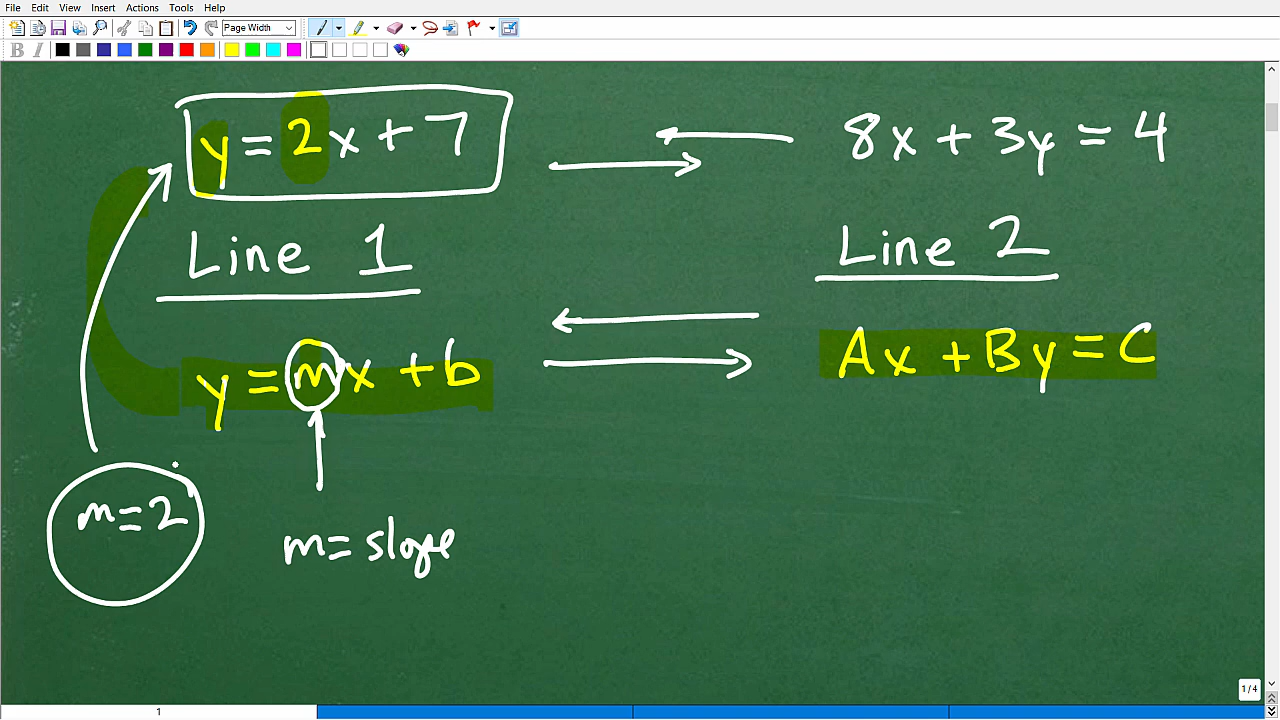 File Edit View Insert Actions Tools Help
Page Width
B I
y = 2x + 7
8x + 3y = 4
Line 1
Line 2
y = mx + b
Ax + By = C
m = 2
m = slope
1/4
1